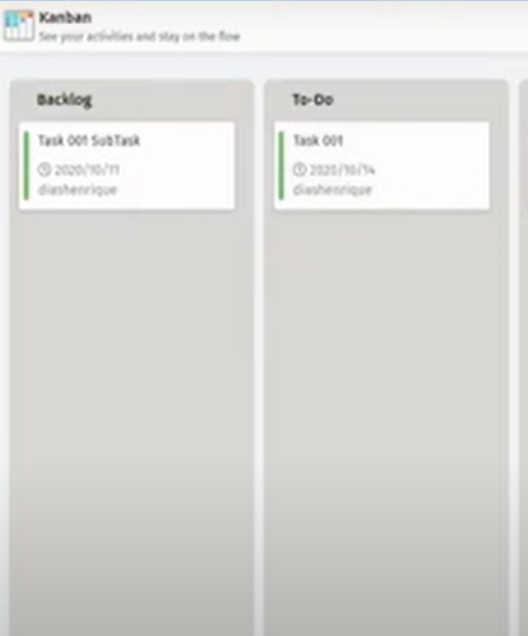 Kanban
See your activities and stay on the flow
Backlog
Task 001 SubTask
2020/10/11
diashenrique
To-Do
Task 001
2020/10/14
diashenrique